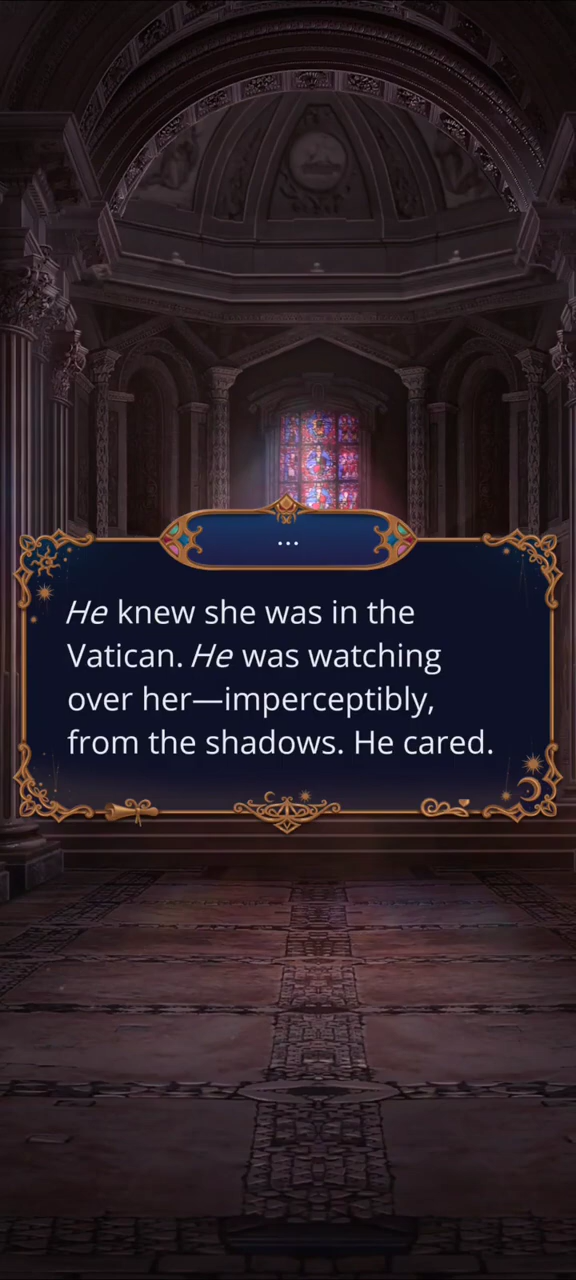 ...
He knew she was in the
Vatican. He was watching
over her—imperceptibly,
from the shadows. He cared.